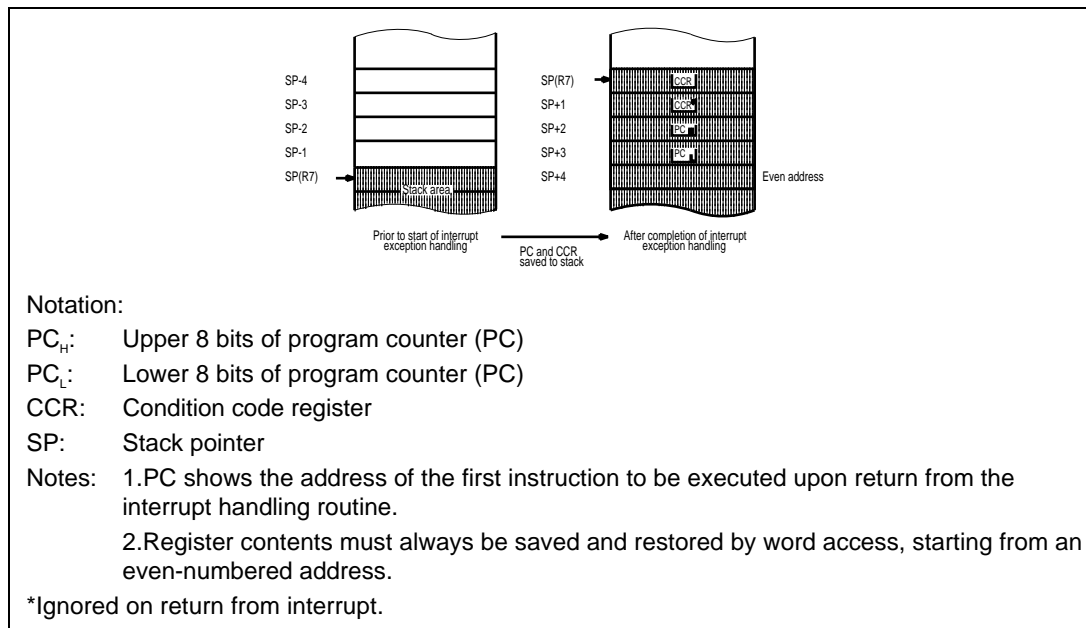 SP-4
SP-3
SP-2
SP-1
SP(R7)
Stack area
Prior to start of interrupt
exception handling
PC and CCR
saved to stack
SP(R7)
SP+1
SP+2
SP+3
SP+4
CCR
CCR
PC
PC
Even address
After completion of interrupt
exception handling
Notation:
PCH: Upper 8 bits of program counter (PC)
PCL: Lower 8 bits of program counter (PC)
CCR: Condition code register
SP: Stack pointer
Notes: 1.PC shows the address of the first instruction to be executed upon return from the
interrupt handling routine.
2.Register contents must always be saved and restored by word access, starting from an
even-numbered address.
*Ignored on return from interrupt.